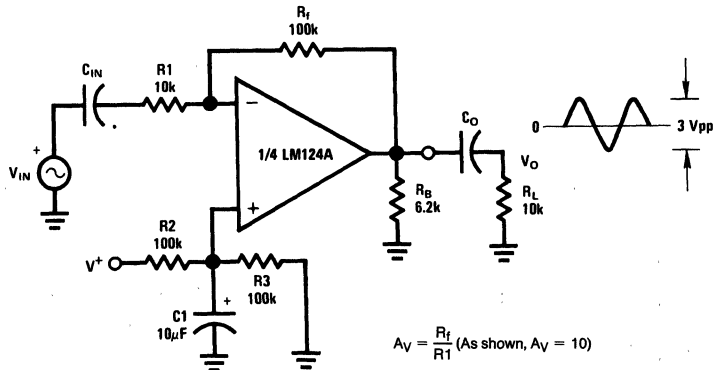 Rf
100k
CIN
R1
10k
+
VIN
−
1/4 LM124A
+
CO
VO
RB
6.2k
RL
10k
0
3 Vpp
R2
100k
V+
R3
100k
C1
10μF
+
AV = Rf/R1 (As shown, AV = 10)